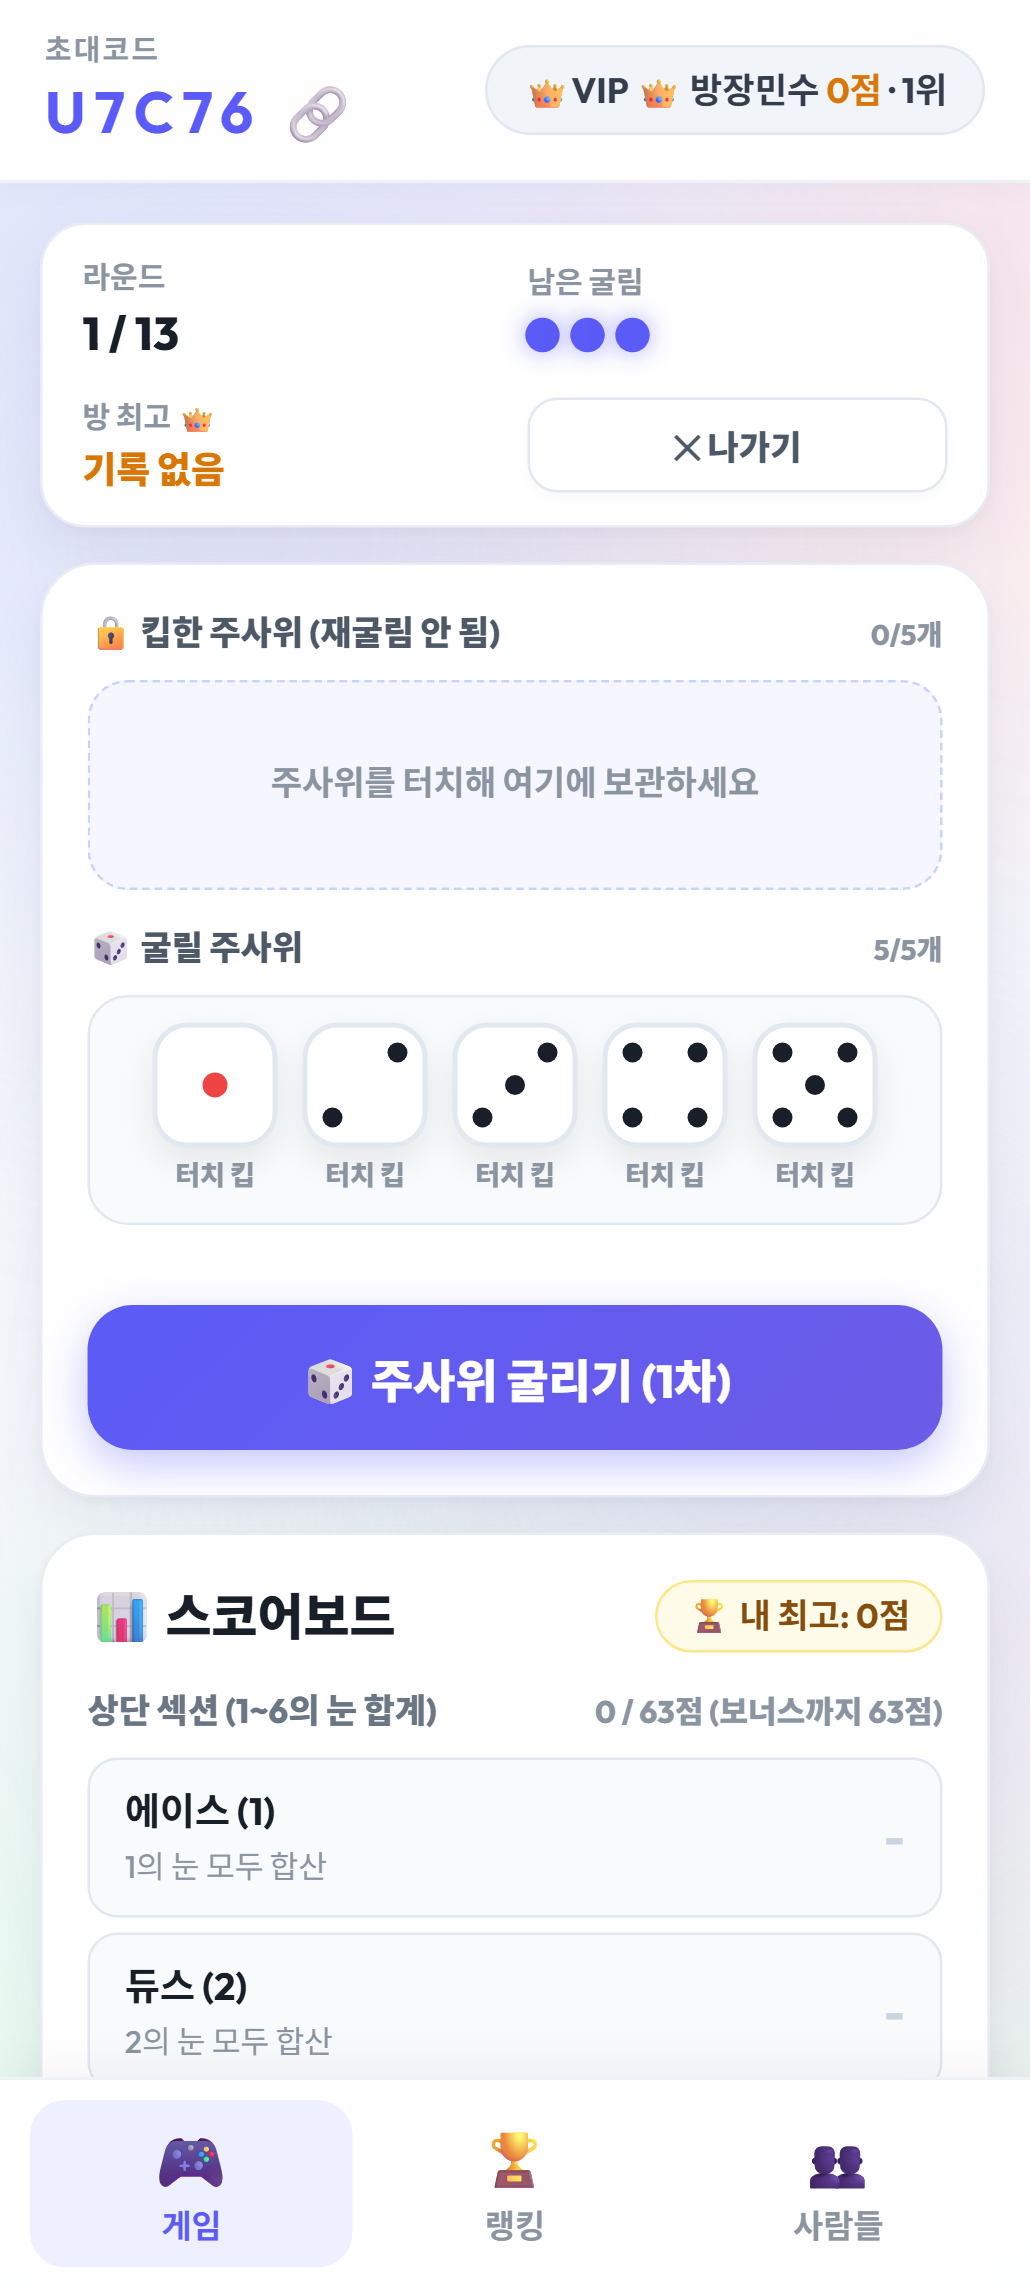 초대코드
U7C76
VIP 방장민수 0점 · 1위
라운드
1 / 13
남은 굴림
방 최고
기록 없음
×나가기
킵한 주사위 (재굴림 안 됨)
0/5개
주사위를 터치해 여기에 보관하세요
굴릴 주사위
5/5개
터치 킵 터치 킵 터치 킵 터치 킵 터치 킵
주사위 굴리기 (1차)
스코어보드
내 최고: 0점
상단 섹션 (1~6의 눈 합계)
0 / 63점 (보너스까지 63점)
에이스 (1)
1의 눈 모두 합산
-
듀스 (2)
2의 눈 모두 합산
-
게임
랭킹
사람들